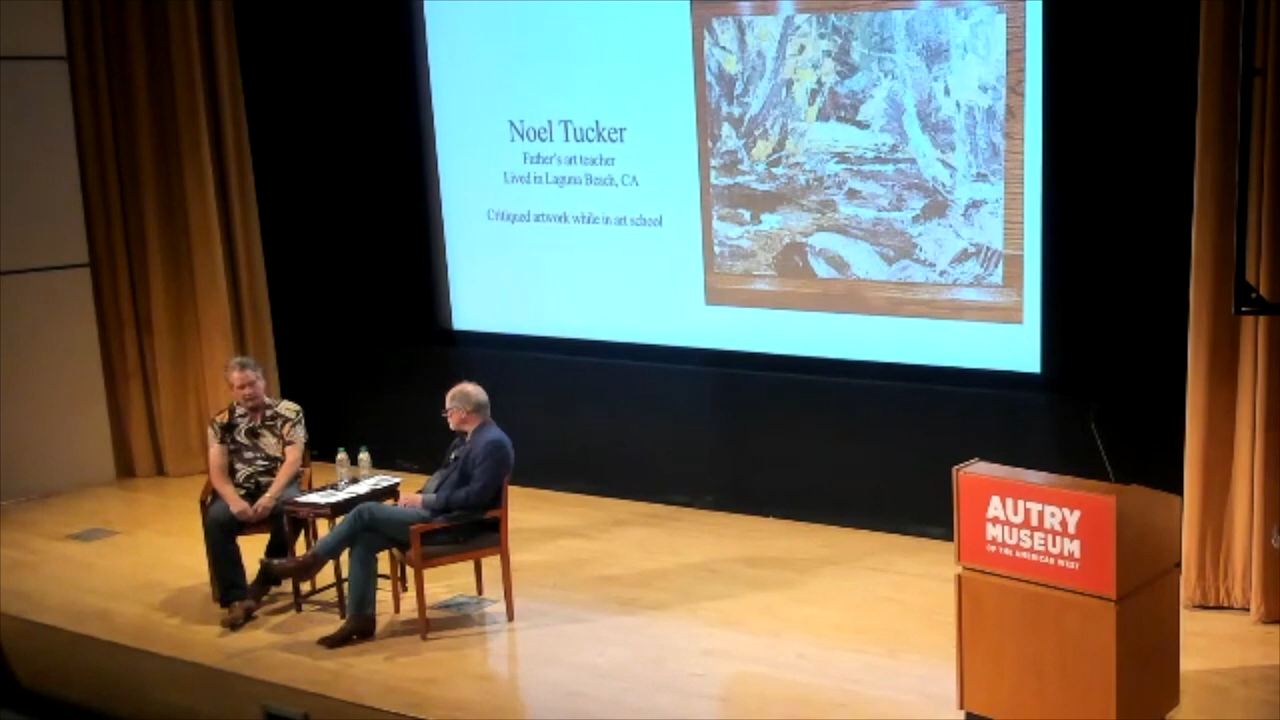 Noel Tucker
Father's art teacher
Lived in Laguna Beach, CA
Critiqued artwork while in art school
AUTRY
MUSEUM
OF THE AMERICAN WEST